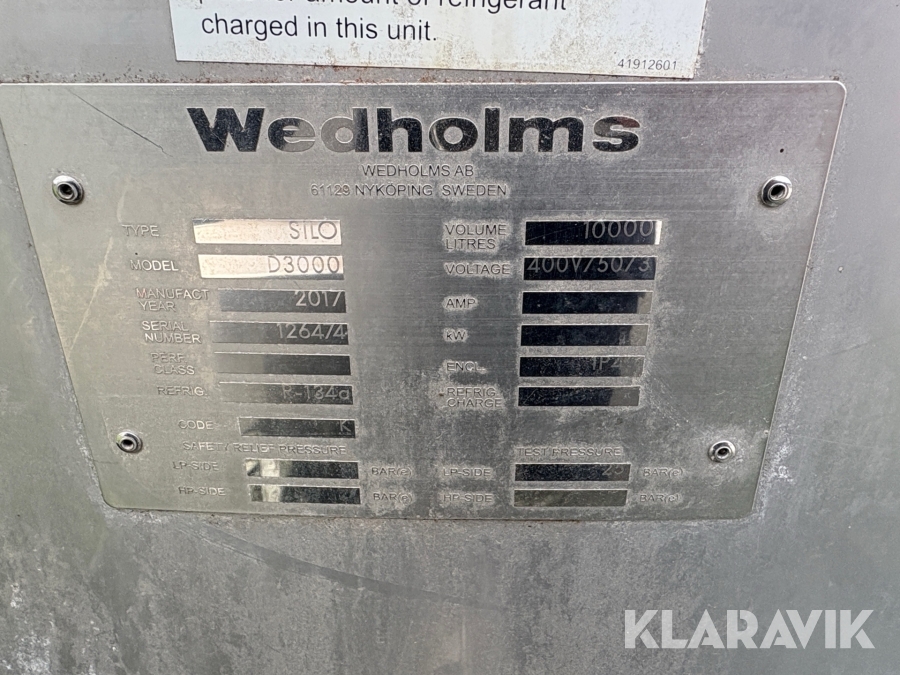 charged in this unit.
41912601
Wedholms
WEDHOLMS AB
61129 NYKÖPING SWEDEN
TYPE SILO
MODEL D3000
MANUFACT YEAR 2017
SERIAL NUMBER 126474
PERF. CLASS
REFRIG. R-134a
CODE K
VOLUME LITRES 10000
VOLTAGE 400V/50/3
AMP
kW
ENCL.
REFRIG. CHARGE
SAFETY RELIEF PRESSURE
LP-SIDE BAR(e)
HP-SIDE BAR(e)
TEST PRESSURE
LP-SIDE BAR(e)
HP-SIDE BAR(e)
KLARAVIK